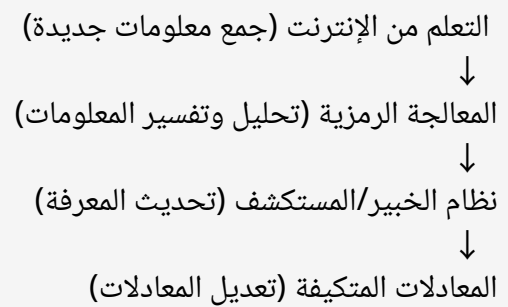 التعلم من الإنترنت (جمع معلومات جديدة)
↓
المعالجة الرمزية (تحليل وتفسير المعلومات)
↓
نظام الخبير/المستكشف (تحديث المعرفة)
↓
المعادلات المتكيفة (تعديل المعادلات)